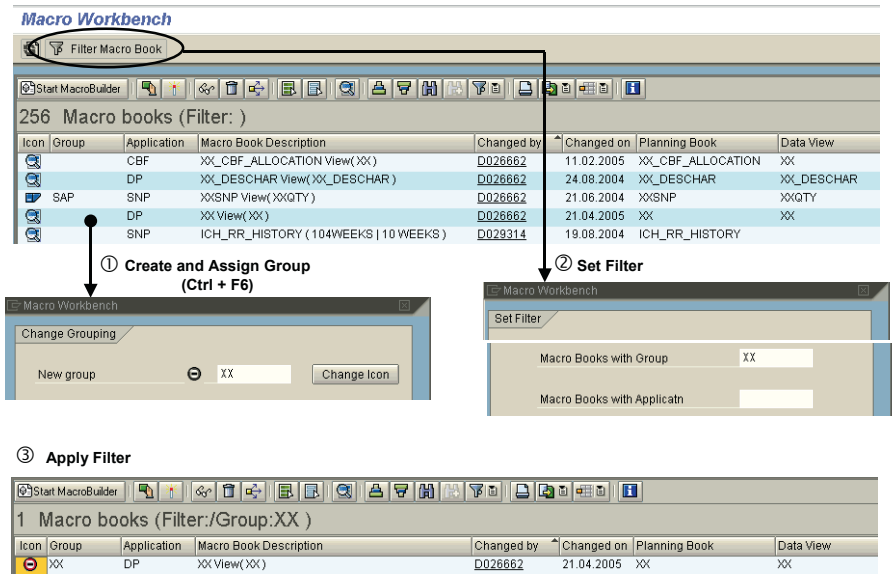 Macro Workbench
Filter Macro Book
Start MacroBuilder
256 Macro books (Filter: )
Icon Group Application Macro Book Description Changed by Changed on Planning Book Data View
CBF XX_CBF_ALLOCATION View( XX ) D026662 11.02.2005 XX_CBF_ALLOCATION XX
DP XX_DESCHAR View( XX_DESCHAR ) D026662 24.08.2004 XX_DESCHAR XX_DESCHAR
SAP SNP XXSNP View( XXQTY ) D026662 21.06.2004 XXSNP XXQTY
DP XX View( XX ) D026662 21.04.2005 XX XX
SNP ICH_RR_HISTORY ( 104WEEKS | 10 WEEKS ) D029314 19.08.2004 ICH_RR_HISTORY
① Create and Assign Group
(Ctrl + F6)
② Set Filter
Macro Workbench
Change Grouping
New group XX Change Icon
Macro Workbench
Set Filter
Macro Books with Group XX
Macro Books with Applicatn
③ Apply Filter
Start MacroBuilder
1 Macro books (Filter:/Group:XX )
Icon Group Application Macro Book Description Changed by Changed on Planning Book Data View
XX DP XX View( XX ) D026662 21.04.2005 XX XX